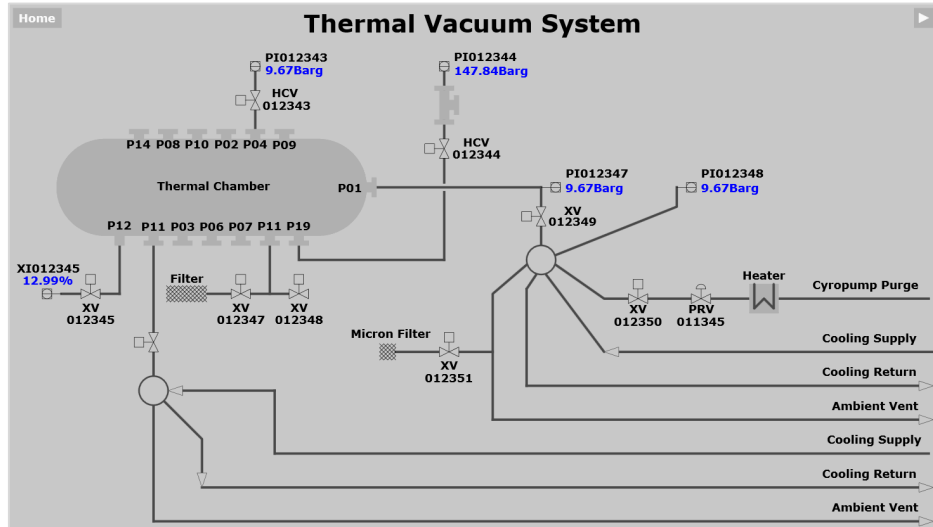 Home
Thermal Vacuum System
PI012343
9.67Barg
HCV
012343
PI012344
147.84Barg
HCV
012344
P14 P08 P10 P02 P04 P09
Thermal Chamber
P01
P12 P11 P03 P06 P07 P11 P19
PI012347
9.67Barg
PI012348
9.67Barg
XV
012349
XI012345
12.99%
XV
012345
Filter
XV
012347
XV
012348
Heater
XV
012350
PRV
011345
Cyropump Purge
Micron Filter
XV
012351
Cooling Supply
Cooling Return
Ambient Vent
Cooling Supply
Cooling Return
Ambient Vent